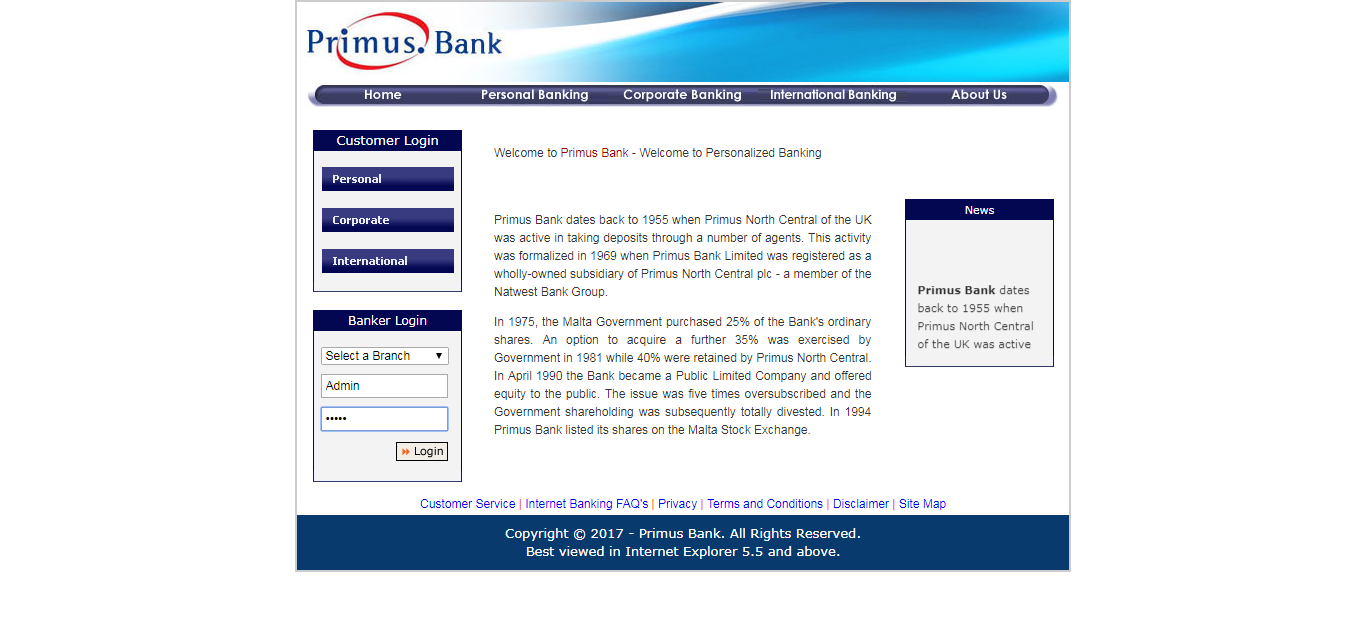 Primus. Bank
Home Personal Banking Corporate Banking International Banking About Us
Customer Login
Personal
Corporate
International
Banker Login
Select a Branch
Admin
•••••
Login
Welcome to Primus Bank - Welcome to Personalized Banking
Primus Bank dates back to 1955 when Primus North Central of the UK
was active in taking deposits through a number of agents. This activity
was formalized in 1969 when Primus Bank Limited was registered as a
wholly-owned subsidiary of Primus North Central plc - a member of the
Natwest Bank Group.
In 1975, the Malta Government purchased 25% of the Bank's ordinary
shares. An option to acquire a further 35% was exercised by
Government in 1981 while 40% were retained by Primus North Central.
In April 1990 the Bank became a Public Limited Company and offered
equity to the public. The issue was five times oversubscribed and the
Government shareholding was subsequently totally divested. In 1994
Primus Bank listed its shares on the Malta Stock Exchange.
News
Primus Bank dates
back to 1955 when
Primus North Central
of the UK was active
Customer Service | Internet Banking FAQ's | Privacy | Terms and Conditions | Disclaimer | Site Map
Copyright © 2017 - Primus Bank. All Rights Reserved.
Best viewed in Internet Explorer 5.5 and above.